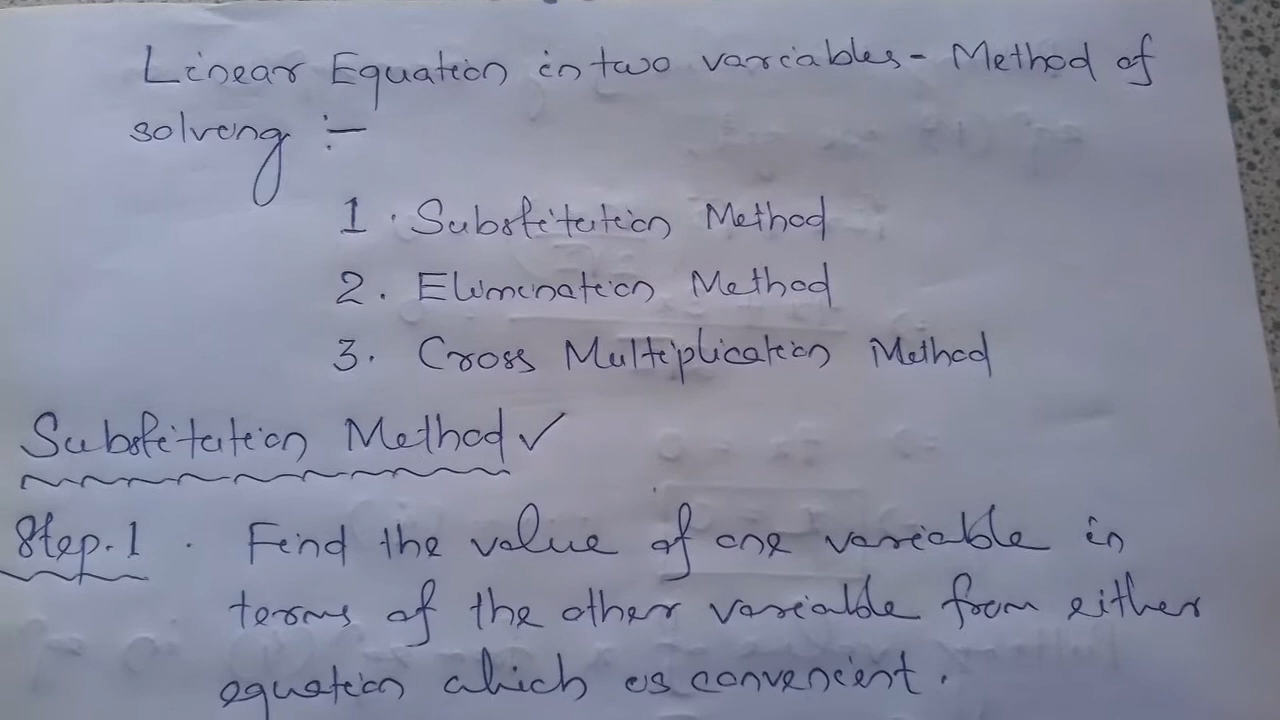 Linear Equation in two variables - Method of
solving :-
1. Substitution Method
2. Elimination Method
3. Cross Multiplication Method
Substitution Method ✓
Step.1. Find the value of one variable in
terms of the other variable from either
equation which is convenient.